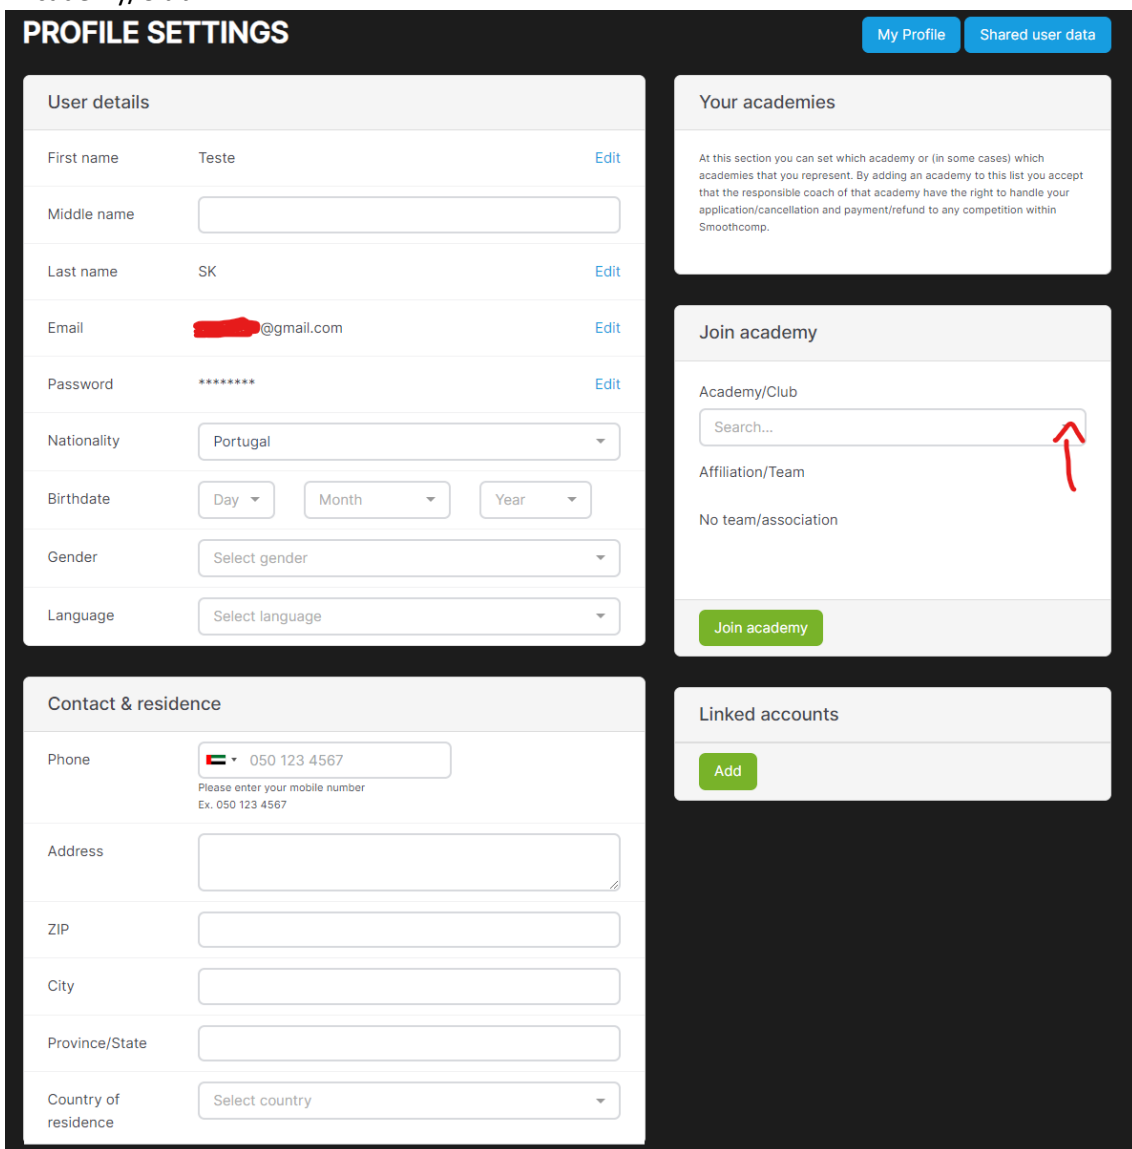 PROFILE SETTINGS
My Profile
Shared user data
User details
First name
Teste
Edit
Middle name
Last name
SK
Edit
Email
@gmail.com
Edit
Password
********
Edit
Nationality
Portugal
Birthdate
Day
Month
Year
Gender
Select gender
Language
Select language
Contact & residence
Phone
050 123 4567
Please enter your mobile number
Ex. 050 123 4567
Address
ZIP
City
Province/State
Country of
residence
Select country
Your academies
At this section you can set which academy or (in some cases) which
academies that you represent. By adding an academy to this list you accept
that the responsible coach of that academy have the right to handle your
application/cancellation and payment/refund to any competition within
Smoothcomp.
Join academy
Academy/Club
Search...
Affiliation/Team
No team/association
Join academy
Linked accounts
Add